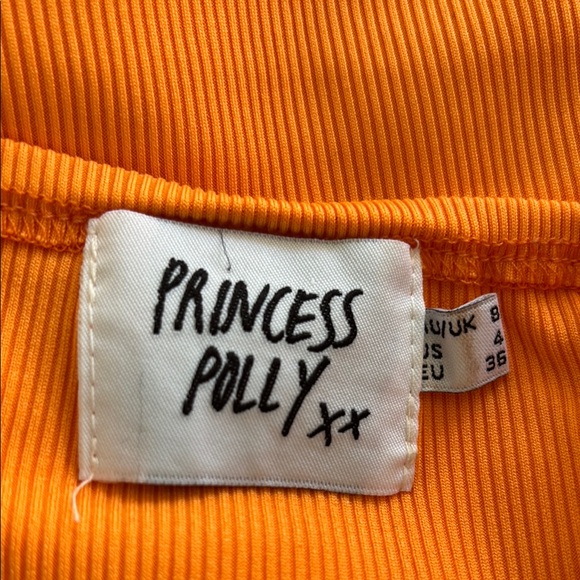 PRINCESS
POLLY xx
AU/UK 8
US 4
EU 36